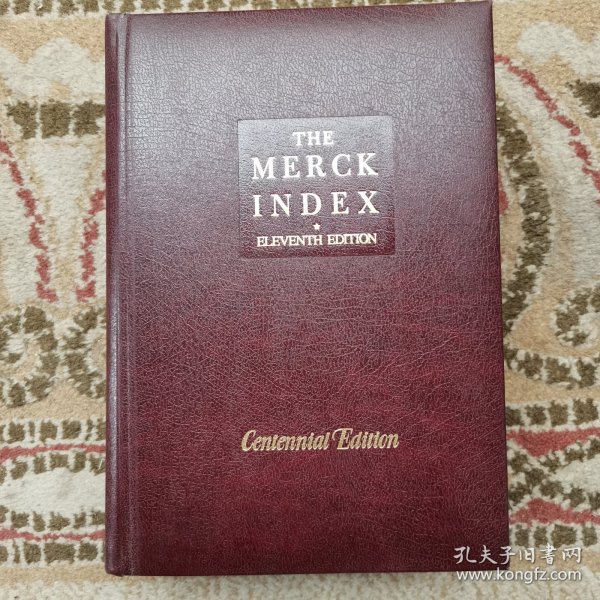 THE
MERCK
INDEX
★
ELEVENTH EDITION
Centennial Edition
孔夫子旧书网
www.kongfz.com